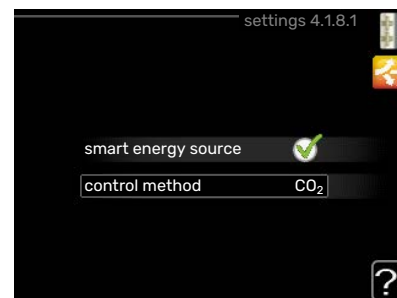 settings 4.1.8.1
smart energy source
control method CO₂
?